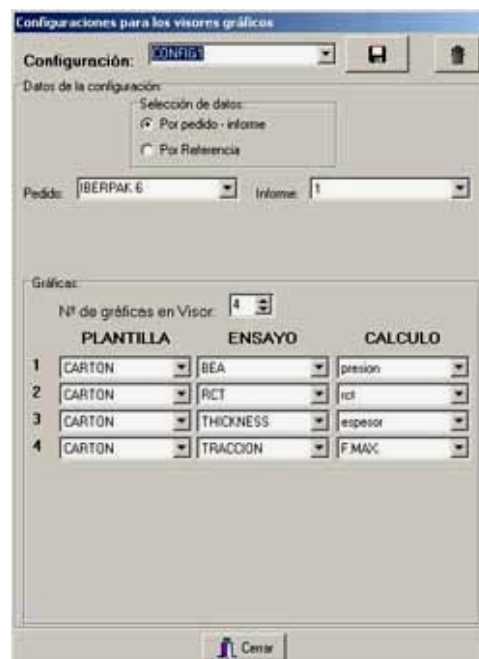 Configuraciones para los visores gráficos
Configuración: CONFIG1
Datos de la configuración
Selección de datos:
Por pedido - informe
Por Referencia
Pedido: IBERPAK 6 Informe: 1
Gráficas:
Nº de gráficas en Visor: 4
PLANTILLA ENSAYO CALCULO
1 CARTON BEA presion
2 CARTON RCT rct
3 CARTON THICKNESS espesor
4 CARTON TRACCION F.MAX.
Cerrar